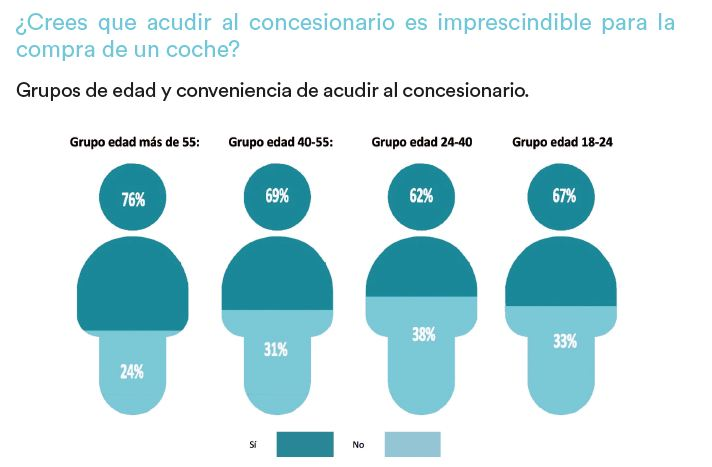 ¿Crees que acudir al concesionario es imprescindible para la
compra de un coche?
Grupos de edad y conveniencia de acudir al concesionario.
Grupo edad más de 55: Grupo edad 40-55: Grupo edad 24-40 Grupo edad 18-24
76% 69% 62% 67%
24% 31% 38% 33%
Sí No